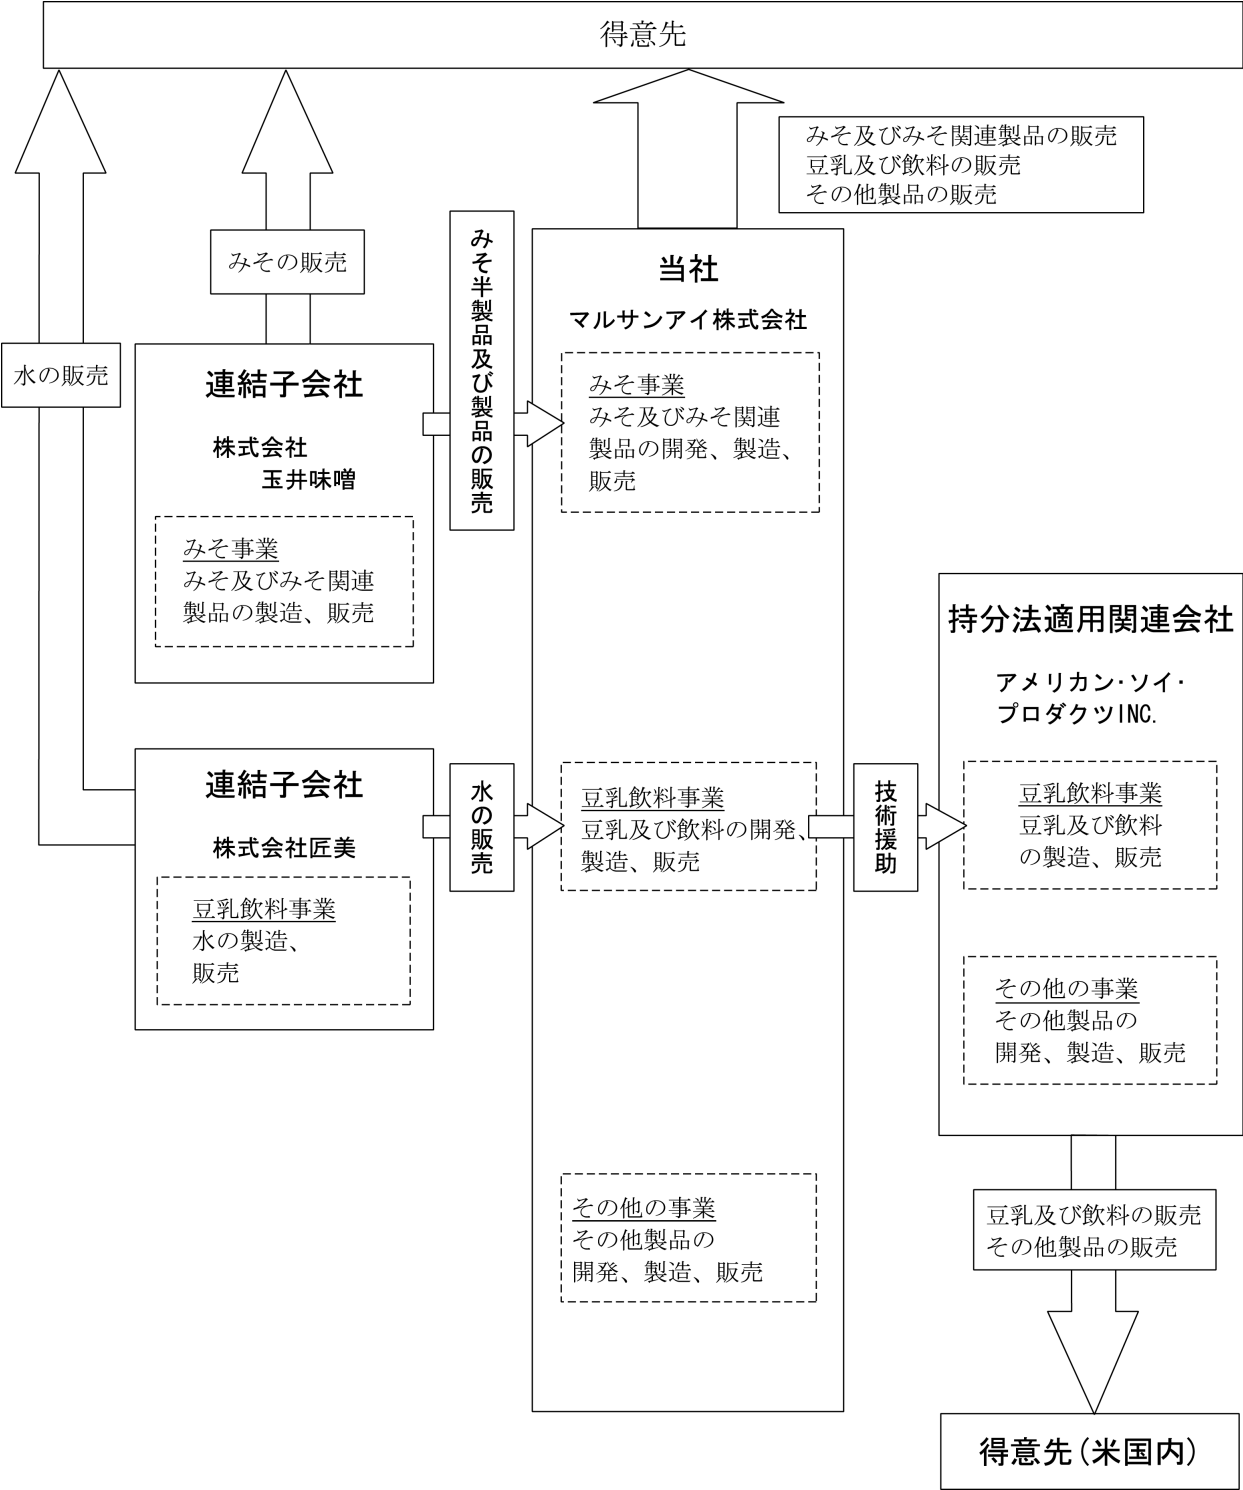 得意先
みそ及びみそ関連製品の販売
豆乳及び飲料の販売
その他製品の販売
みその販売
水の販売
連結子会社
株式会社
玉井味噌
みそ事業
みそ及びみそ関連
製品の製造、販売
みそ半製品及び製品の販売
当社
マルサンアイ株式会社
みそ事業
みそ及びみそ関連
製品の開発、製造、
販売
連結子会社
株式会社匠美
豆乳飲料事業
水の製造、
販売
水の販売
豆乳飲料事業
豆乳及び飲料の開発、
製造、販売
技術援助
持分法適用関連会社
アメリカン・ソイ・
プロダクツINC.
豆乳飲料事業
豆乳及び飲料
の製造、販売
その他の事業
その他製品の
開発、製造、販売
その他の事業
その他製品の
開発、製造、販売
豆乳及び飲料の販売
その他製品の販売
得意先(米国内)